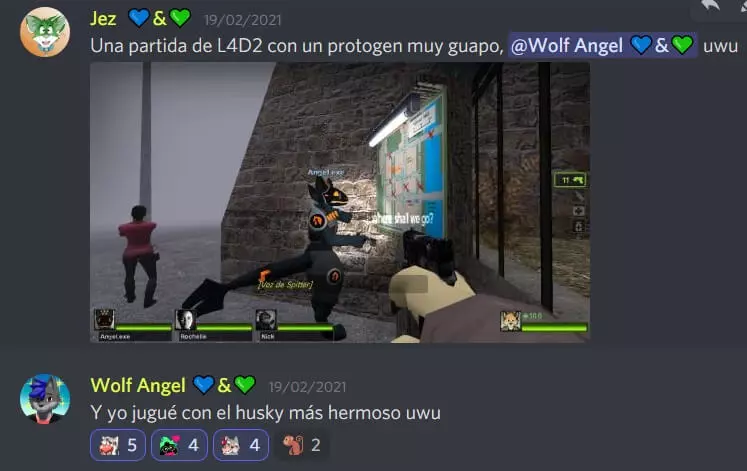 Jez 💙&💚 19/02/2021
Una partida de L4D2 con un protogen muy guapo, @Wolf Angel 💙&💚 uwu
Angel.exe
where shall we go?
11
[Voz de Spitter]
100
Angel.exe
Rochelle
Nick
Wolf Angel 💙&💚 19/02/2021
Y yo jugué con el husky más hermoso uwu
5 4 4 2